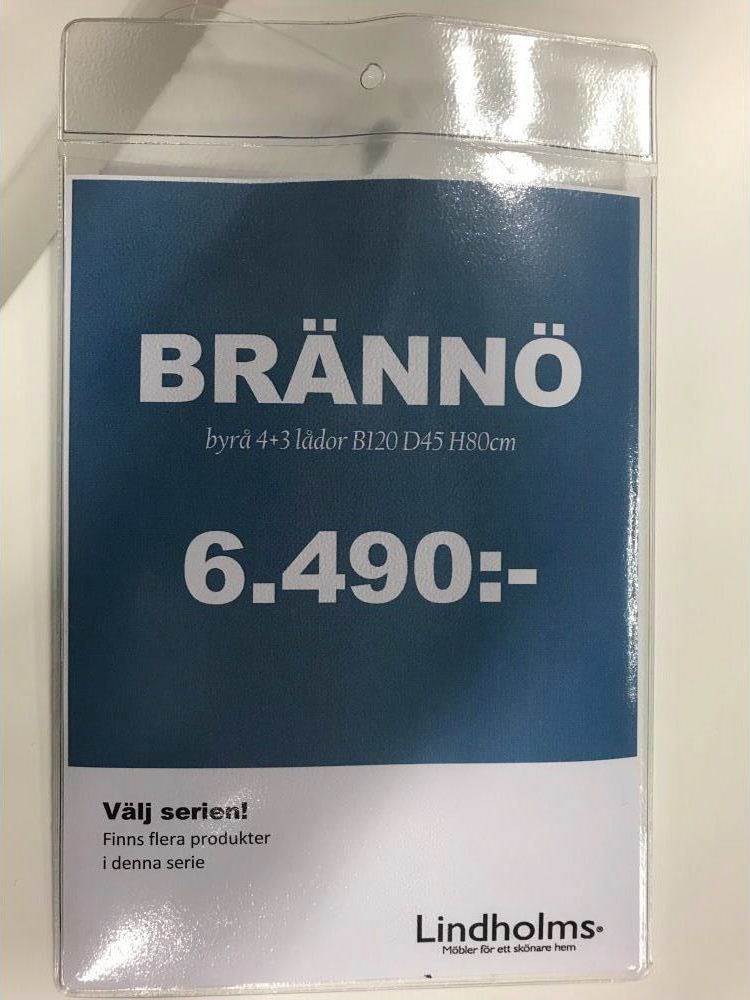 BRÄNNÖ
byrå 4+3 lådor B120 D45 H80cm
6.490:-
Välj serien!
Finns flera produkter
i denna serie
Lindholms®
Möbler för ett skönare hem